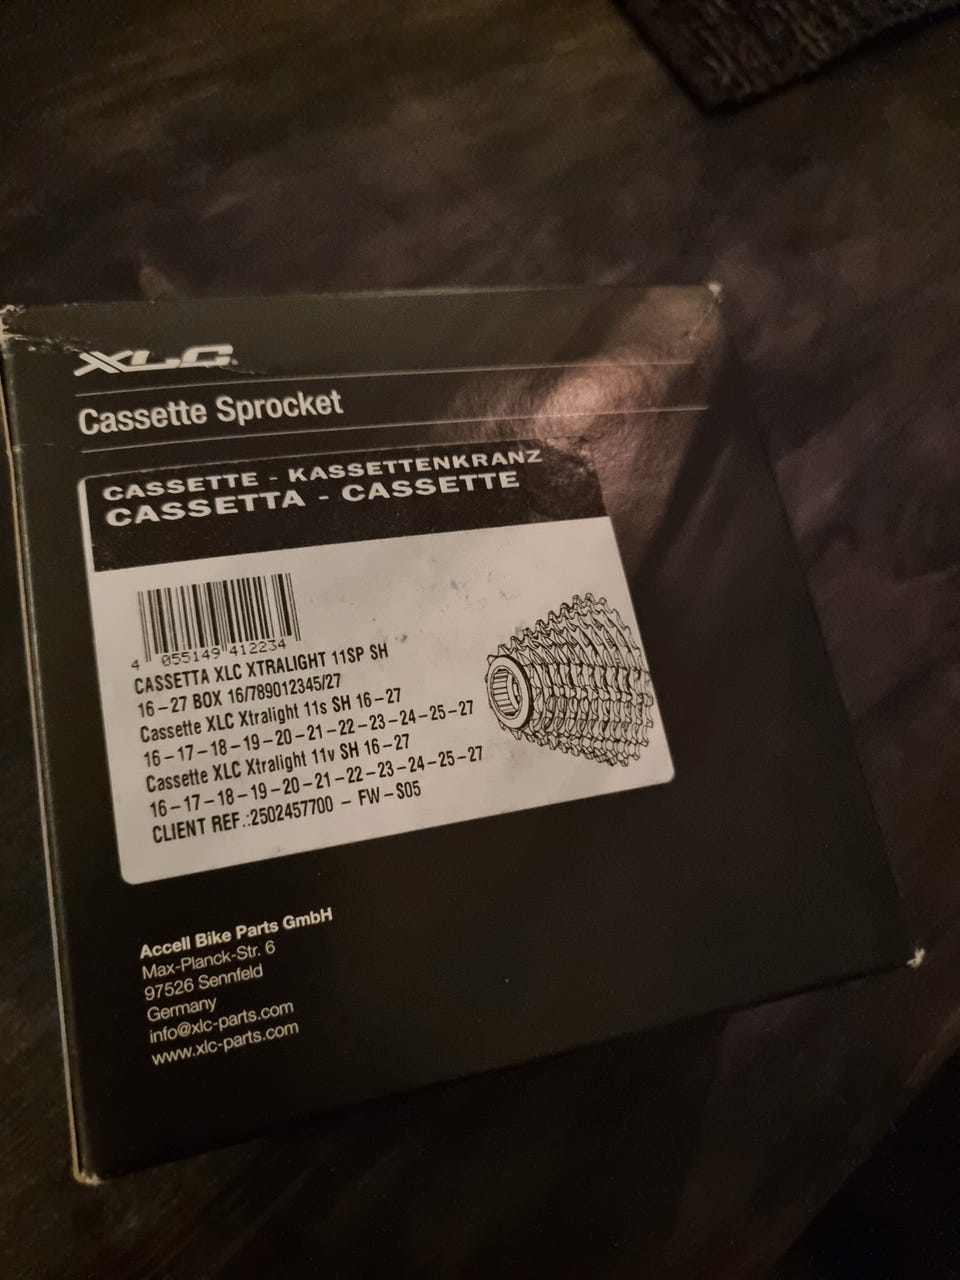 XLC
Cassette Sprocket
CASSETTE - KASSETTENKRANZ
CASSETTA - CASSETTE
4 055149 412234
CASSETTA XLC XTRALIGHT 11SP SH
16-27 BOX 16/789012345/27
Cassette XLC Xtralight 11s SH 16-27
16-17-18-19-20-21-22-23-24-25-27
Cassette XLC Xtralight 11v SH 16-27
16-17-18-19-20-21-22-23-24-25-27
CLIENT REF.:2502457700 - FW-S05
Accell Bike Parts GmbH
Max-Planck-Str. 6
97526 Sennfeld
Germany
info@xlc-parts.com
www.xlc-parts.com